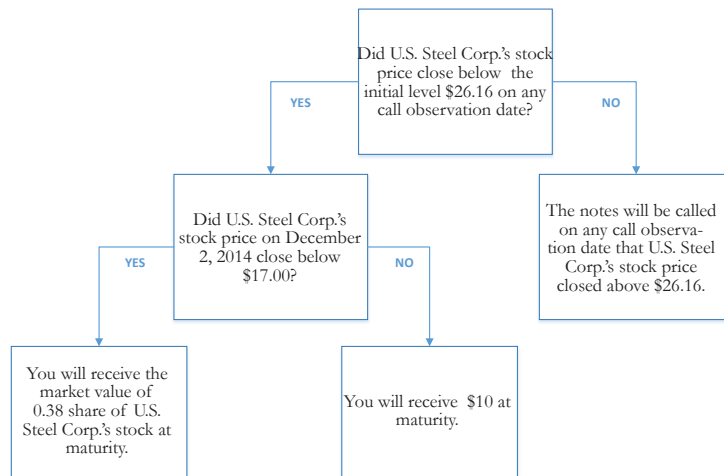 Did U.S. Steel Corp.'s stock
price close below the
initial level $26.16 on any
call observation date?
YES
NO
Did U.S. Steel Corp.'s
stock price on December
2, 2014 close below
$17.00?
The notes will be called
on any call observa-
tion date that U.S. Steel
Corp.'s stock price
closed above $26.16.
YES
NO
You will receive the
market value of
0.38 share of U.S.
Steel Corp.'s stock at
maturity.
You will receive $10 at
maturity.